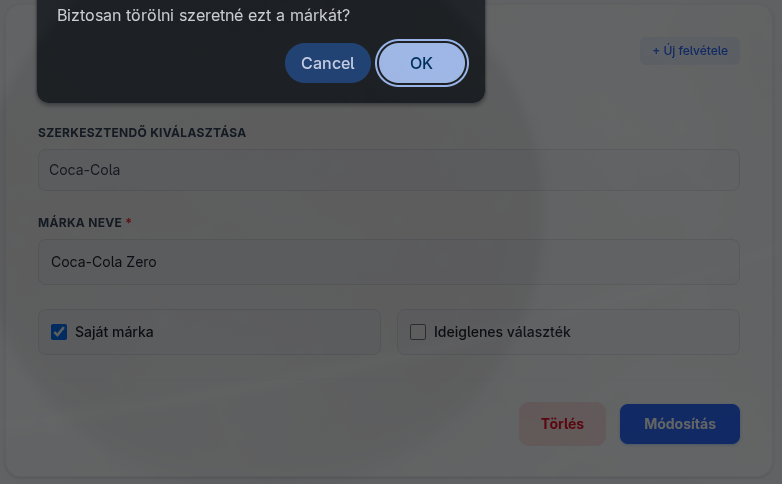 Biztosan törölni szeretné ezt a márkát?
Cancel
OK
+ Új felvétele
SZERKESZTENDŐ KIVÁLASZTÁSA
Coca-Cola
MÁRKA NEVE *
Coca-Cola Zero
Saját márka
Ideiglenes választék
Törlés
Módosítás